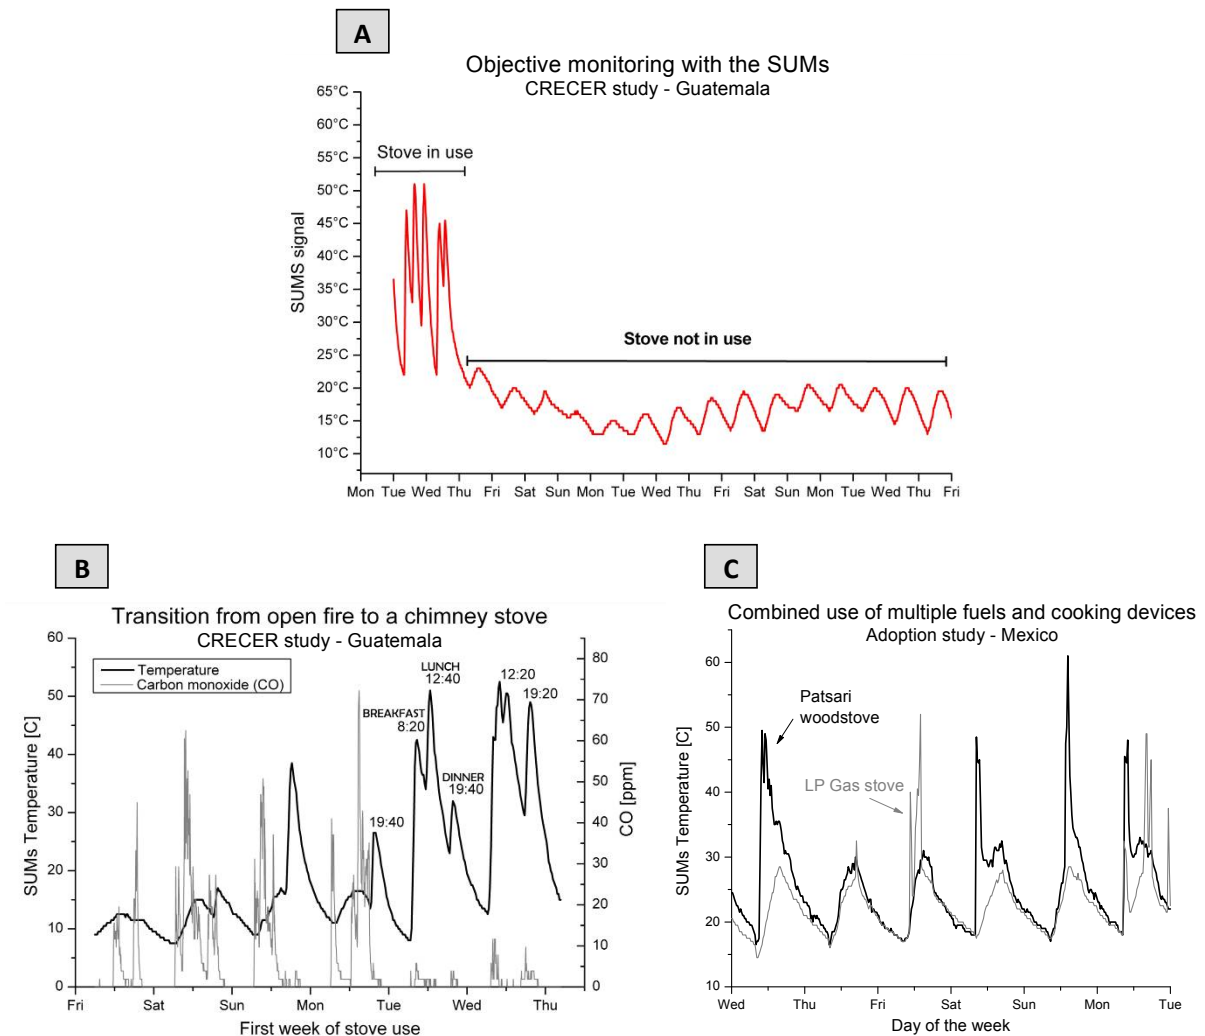 A
Objective monitoring with the SUMs
CRECER study - Guatemala
65°C
60°C
55°C
50°C
45°C
40°C
35°C
30°C
25°C
20°C
15°C
10°C
SUMS signal
Stove in use
Stove not in use
Mon Tue Wed Thu Fri Sat Sun Mon Tue Wed Thu Fri Sat Sun Mon Tue Wed Thu Fri
B
Transition from open fire to a chimney stove
CRECER study - Guatemala
60
50
40
30
20
10
0
SUMs Temperature [C]
Temperature
Carbon monoxide (CO)
19:40
BREAKFAST
8:20
LUNCH
12:40
DINNER
19:40
12:20
19:20
80
70
60
50
40
30
20
10
0
CO [ppm]
Fri Sat Sun Mon Tue Wed Thu
First week of stove use
C
Combined use of multiple fuels and cooking devices
Adoption study - Mexico
60
50
40
30
20
10
SUMs Temperature [C]
Patsari
woodstove
LP Gas stove
Wed Thu Fri Sat Sun Mon Tue
Day of the week